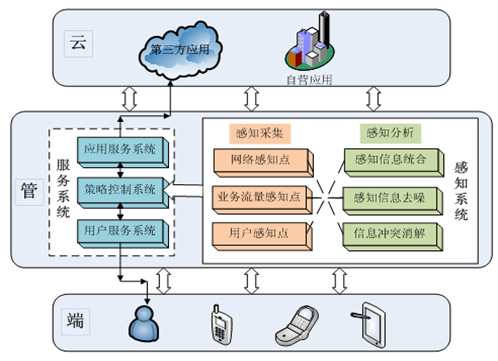 云
第三方应用
自营应用
管
服务系统
应用服务系统
策略控制系统
用户服务系统
感知采集
感知分析
网络感知点
感知信息统合
业务流量感知点
感知信息去噪
用户感知点
信息冲突消解
感知系统
端